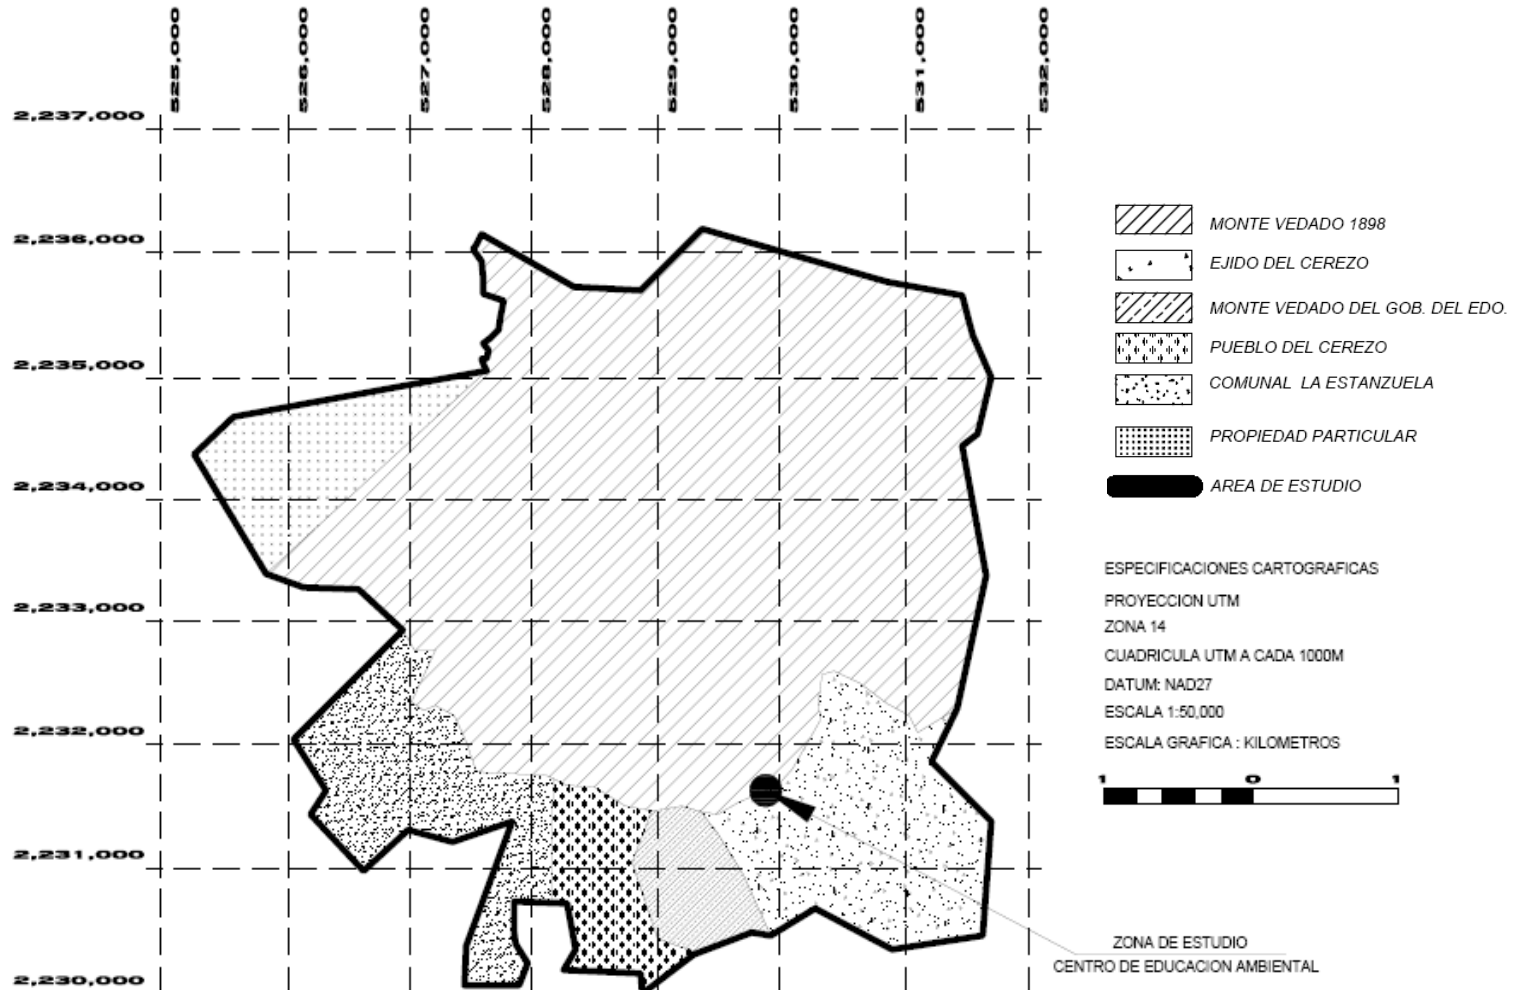 525,000
526,000
527,000
528,000
529,000
530,000
531,000
532,000
2,237,000
2,236,000
2,235,000
2,234,000
2,233,000
2,232,000
2,231,000
2,230,000
MONTE VEDADO 1898
EJIDO DEL CEREZO
MONTE VEDADO DEL GOB. DEL EDO.
PUEBLO DEL CEREZO
COMUNAL LA ESTANZUELA
PROPIEDAD PARTICULAR
AREA DE ESTUDIO
ESPECIFICACIONES CARTOGRAFICAS
PROYECCION UTM
ZONA 14
CUADRICULA UTM A CADA 1000M
DATUM: NAD27
ESCALA 1:50,000
ESCALA GRAFICA : KILOMETROS
1 0 1
ZONA DE ESTUDIO
CENTRO DE EDUCACION AMBIENTAL